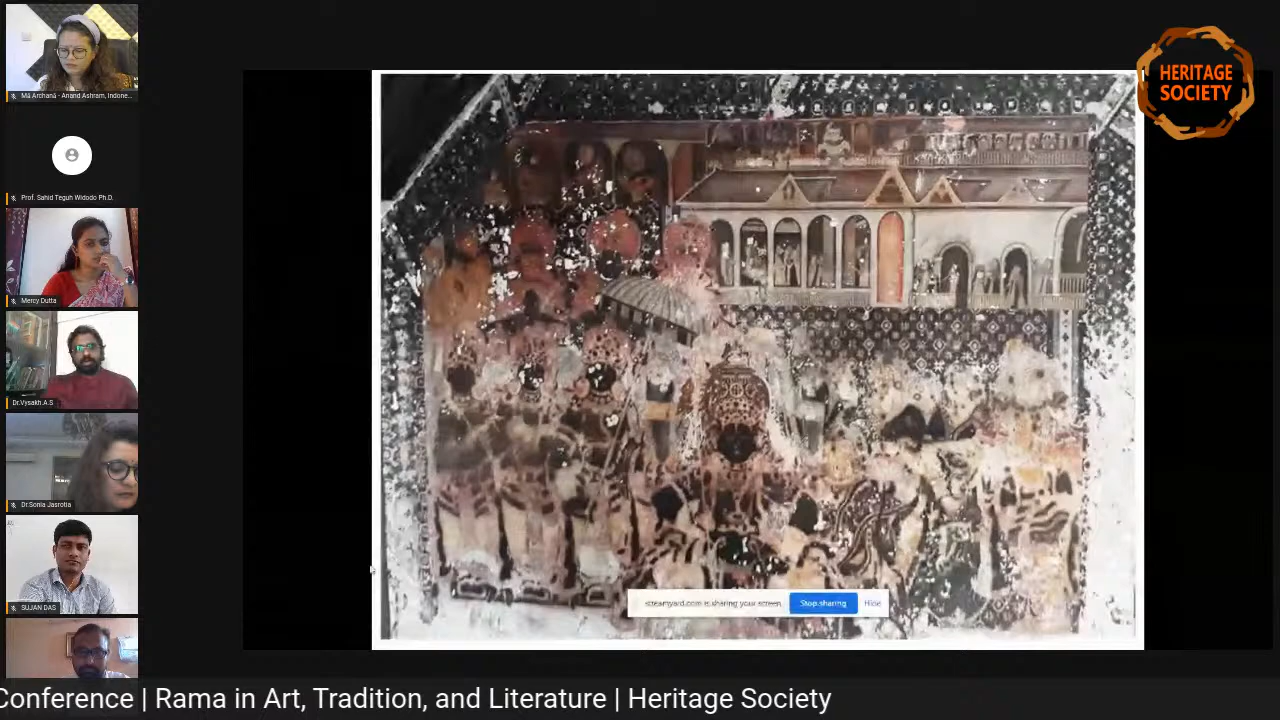 Mā Archanā - Anand Ashram, Indone...
Prof. Sahid Teguh Widodo Ph.D.
Mercy Dutta
Dr.Vysakh.A.S
Dr.Sonia Jasrotia
SUJAN DAS
HERITAGE
SOCIETY
streamyard.com is sharing your screen.
Stop sharing
Hide
Conference | Rama in Art, Tradition, and Literature | Heritage Society